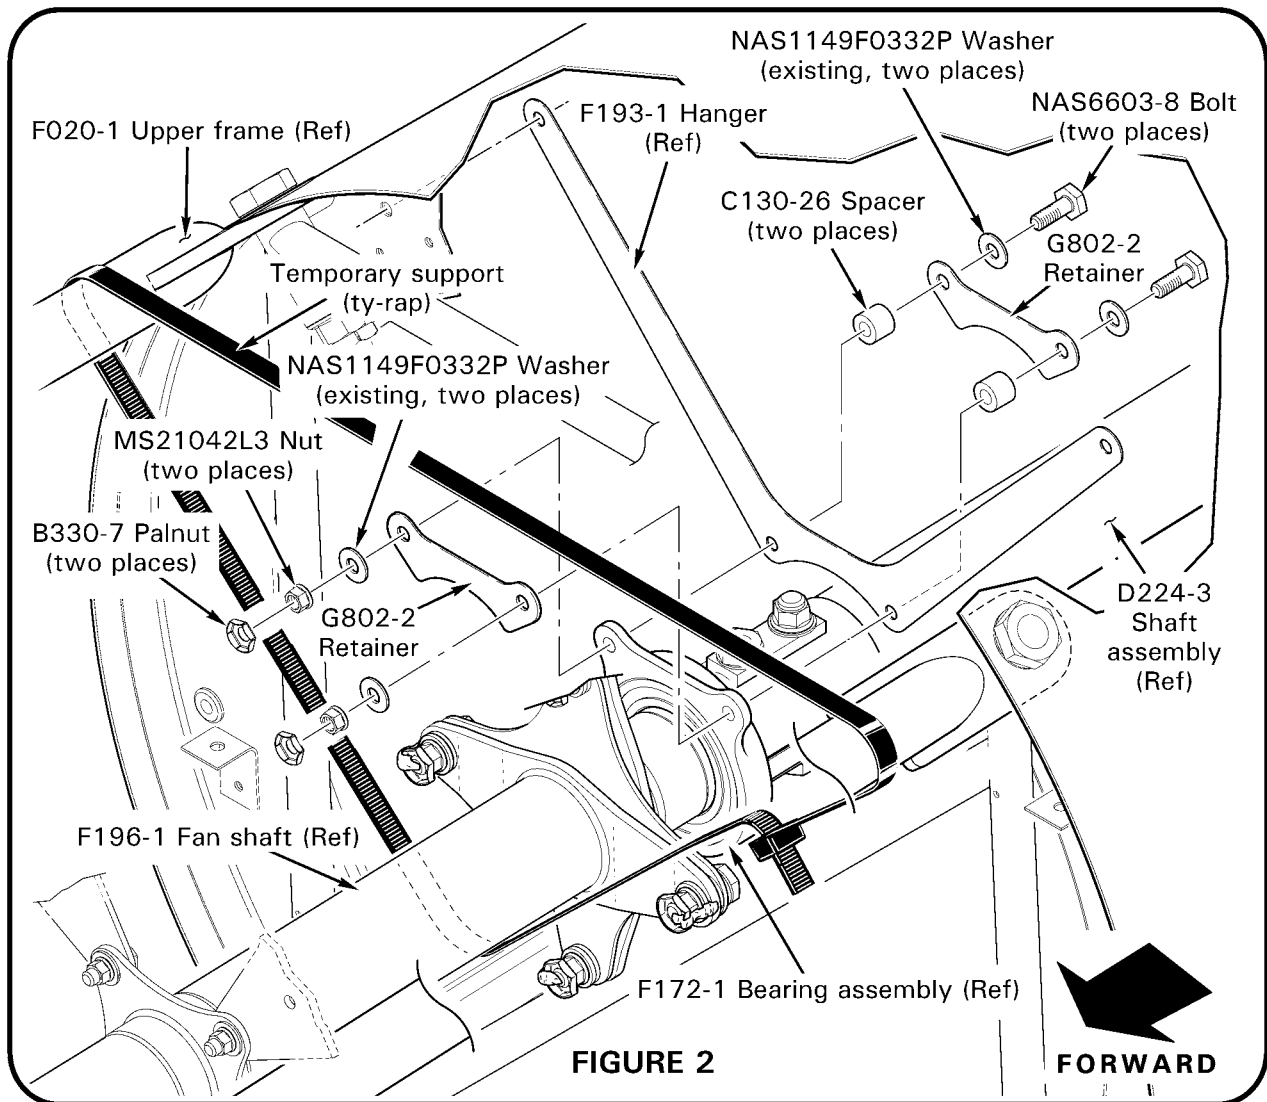 NAS1149F0332P Washer
(existing, two places)
F193-1 Hanger
(Ref)
NAS6603-8 Bolt
(two places)
F020-1 Upper frame (Ref)
C130-26 Spacer
(two places)
G802-2
Retainer
Temporary support
(ty-rap)
NAS1149F0332P Washer
(existing, two places)
MS21042L3 Nut
(two places)
B330-7 Palnut
(two places)
G802-2
Retainer
D224-3
Shaft
assembly
(Ref)
F196-1 Fan shaft (Ref)
F172-1 Bearing assembly (Ref)
FIGURE 2
FORWARD